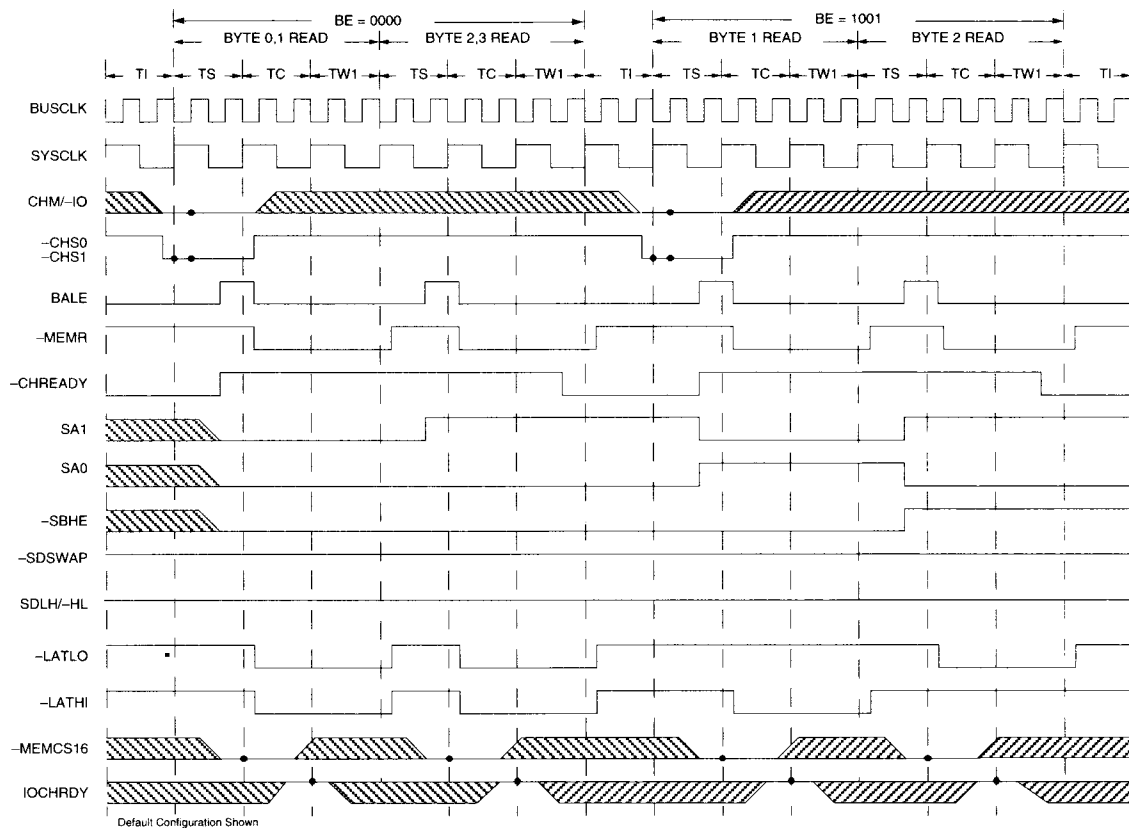 BE = 0000 BE = 1001
BYTE 0,1 READ BYTE 2,3 READ BYTE 1 READ BYTE 2 READ
TI TS TC TW1 TS TC TW1 TI TS TC TW1 TS TC TW1 TI
BUSCLK
SYSCLK
CHM/–IO
–CHS0
–CHS1
BALE
–MEMR
–CHREADY
SA1
SA0
–SBHE
–SDSWAP
SDLH/–HL
–LATLO
–LATHI
–MEMCS16
IOCHRDY
Default Configuration Shown